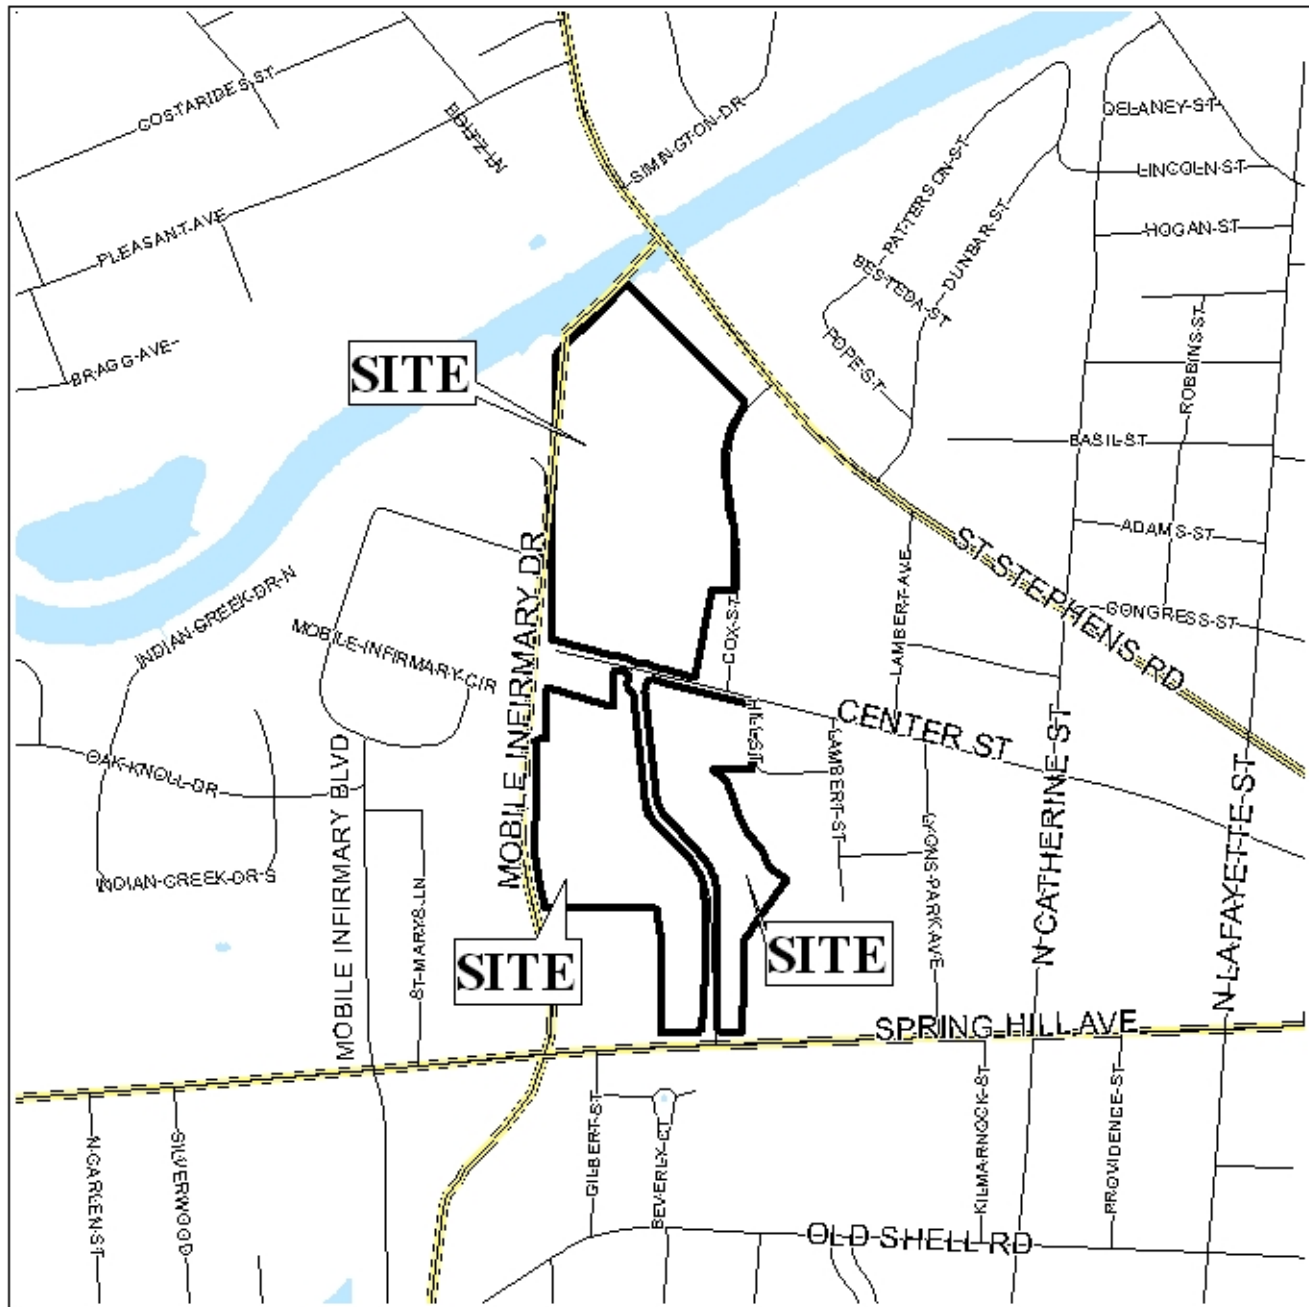 COSTARIDES ST
FOLTZ LN
SIMINGTON DR
DELANEY ST
LINCOLN ST
PATTERSON ST
DUNBAR ST
HOGAN ST
PLEASANT AVE
BESTEDA ST
POPE ST
ROBBINS ST
BRAGG AVE
SITE
BASIL ST
ADAMS ST
ST STEPHENS RD
LAMBERT AVE
CONGRESS ST
INDIAN CREEK DR N
MOBILE INFIRMARY CIR
MOBILE INFIRMARY DR
COX ST
HILL ST
CENTER ST
LAMBERT ST
N CATHERINE ST
N LAFAYETTE ST
OAK KNOLL DR
MOBILE INFIRMARY BLVD
LYONS PARK AVE
INDIAN CREEK DR S
ST MARYS LN
SITE
SITE
SPRING HILL AVE
N CARLEN ST
SILVERWOOD
GILBERT ST
BEVERLY CT
KILMARNOCK ST
PROVIDENCE ST
OLD SHELL RD